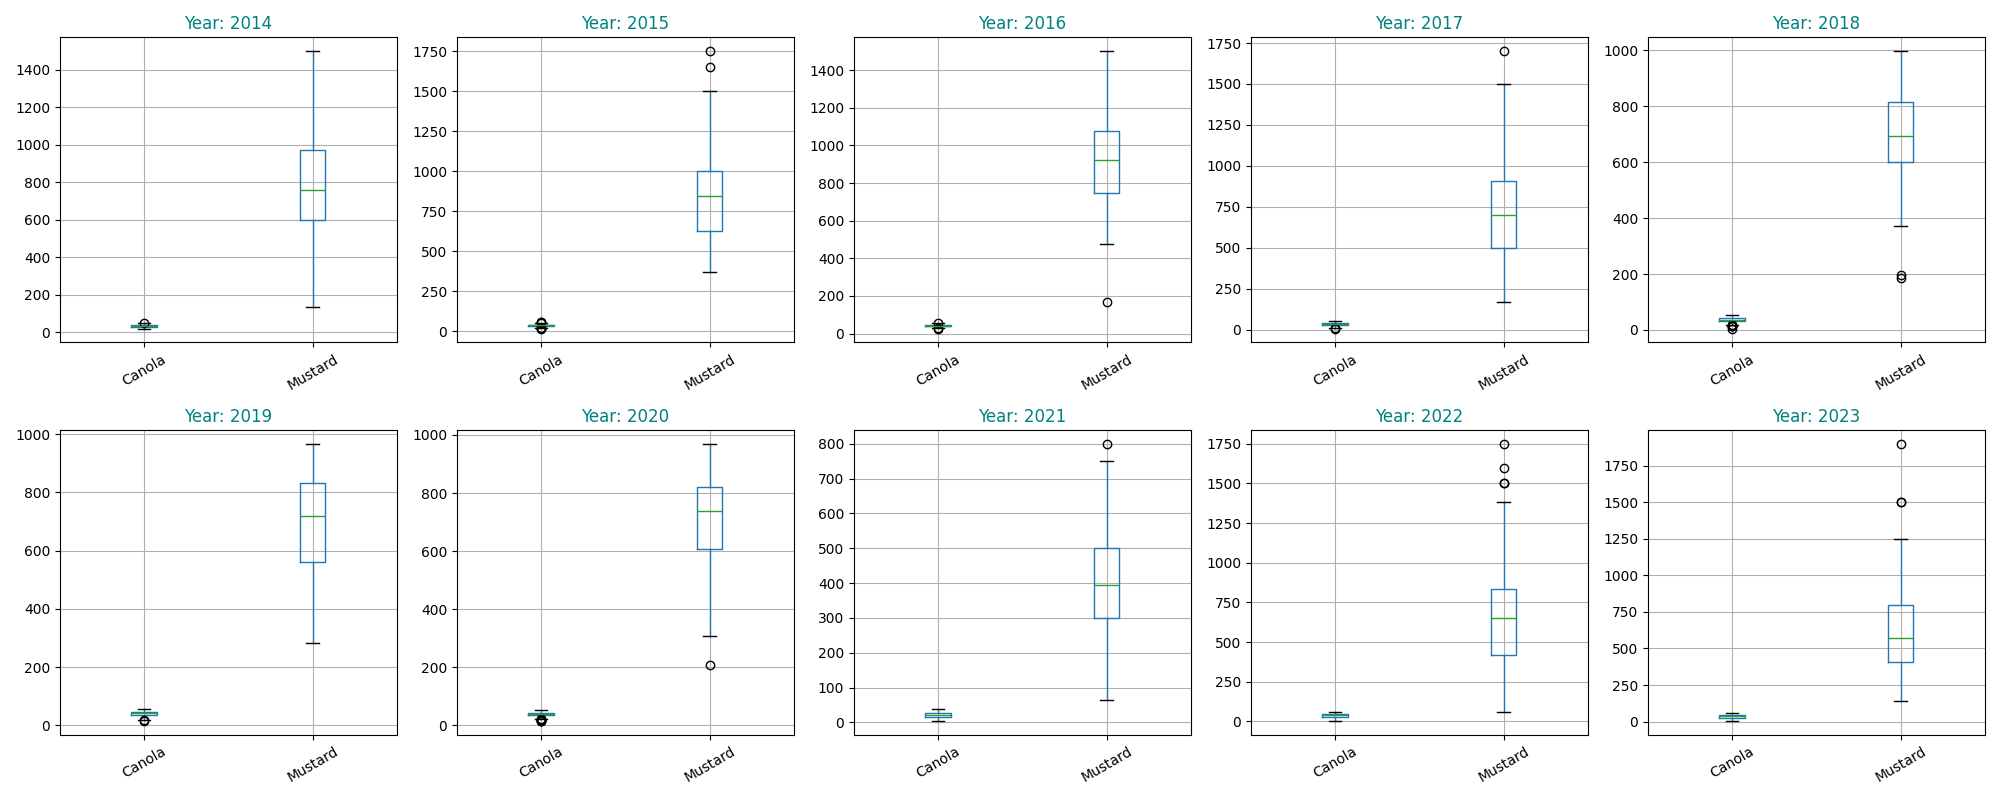 Year: 2014
1400
1200
1000
800
600
400
200
0
Canola
Mustard
Year: 2015
1750
1500
1250
1000
750
500
250
0
Canola
Mustard
Year: 2016
1400
1200
1000
800
600
400
200
0
Canola
Mustard
Year: 2017
1750
1500
1250
1000
750
500
250
0
Canola
Mustard
Year: 2018
1000
800
600
400
200
0
Canola
Mustard
Year: 2019
1000
800
600
400
200
0
Canola
Mustard
Year: 2020
1000
800
600
400
200
0
Canola
Mustard
Year: 2021
800
700
600
500
400
300
200
100
0
Canola
Mustard
Year: 2022
1750
1500
1250
1000
750
500
250
0
Canola
Mustard
Year: 2023
1750
1500
1250
1000
750
500
250
0
Canola
Mustard